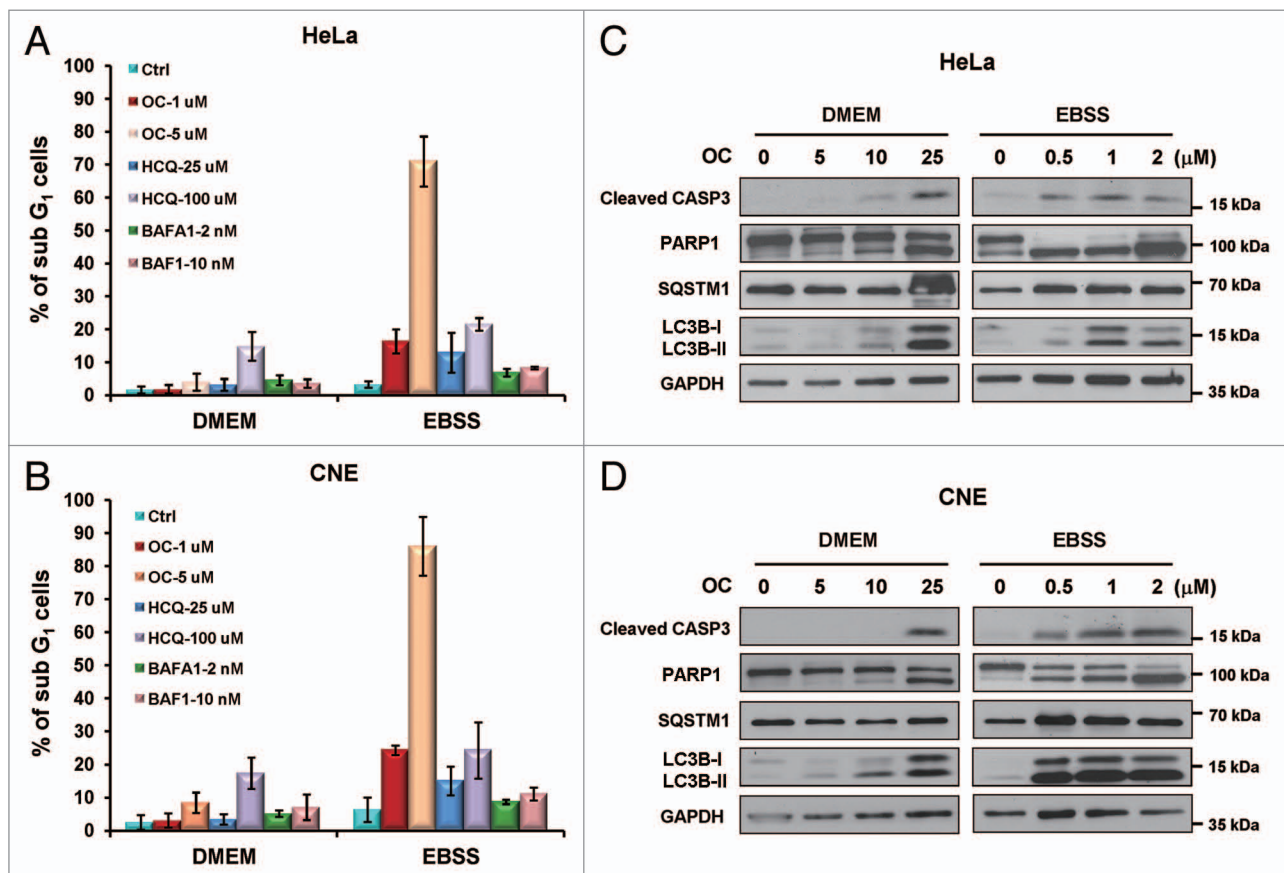 A
HeLa
% of sub G1 cells
100
90
80
70
60
50
40
30
20
10
0
Ctrl
OC-1 uM
OC-5 uM
HCQ-25 uM
HCQ-100 uM
BAFA1-2 nM
BAF1-10 nM
DMEM EBSS
B
CNE
% of sub G1 cells
100
90
80
70
60
50
40
30
20
10
0
Ctrl
OC-1 uM
OC-5 uM
HCQ-25 uM
HCQ-100 uM
BAFA1-2 nM
BAF1-10 nM
DMEM EBSS
C
HeLa
DMEM EBSS
OC 0 5 10 25 0 0.5 1 2 (μM)
Cleaved CASP3
15 kDa
PARP1
100 kDa
SQSTM1
70 kDa
LC3B-I
15 kDa
LC3B-II
GAPDH
35 kDa
D
CNE
DMEM EBSS
OC 0 5 10 25 0 0.5 1 2 (μM)
Cleaved CASP3
15 kDa
PARP1
100 kDa
SQSTM1
70 kDa
LC3B-I
15 kDa
LC3B-II
GAPDH
35 kDa